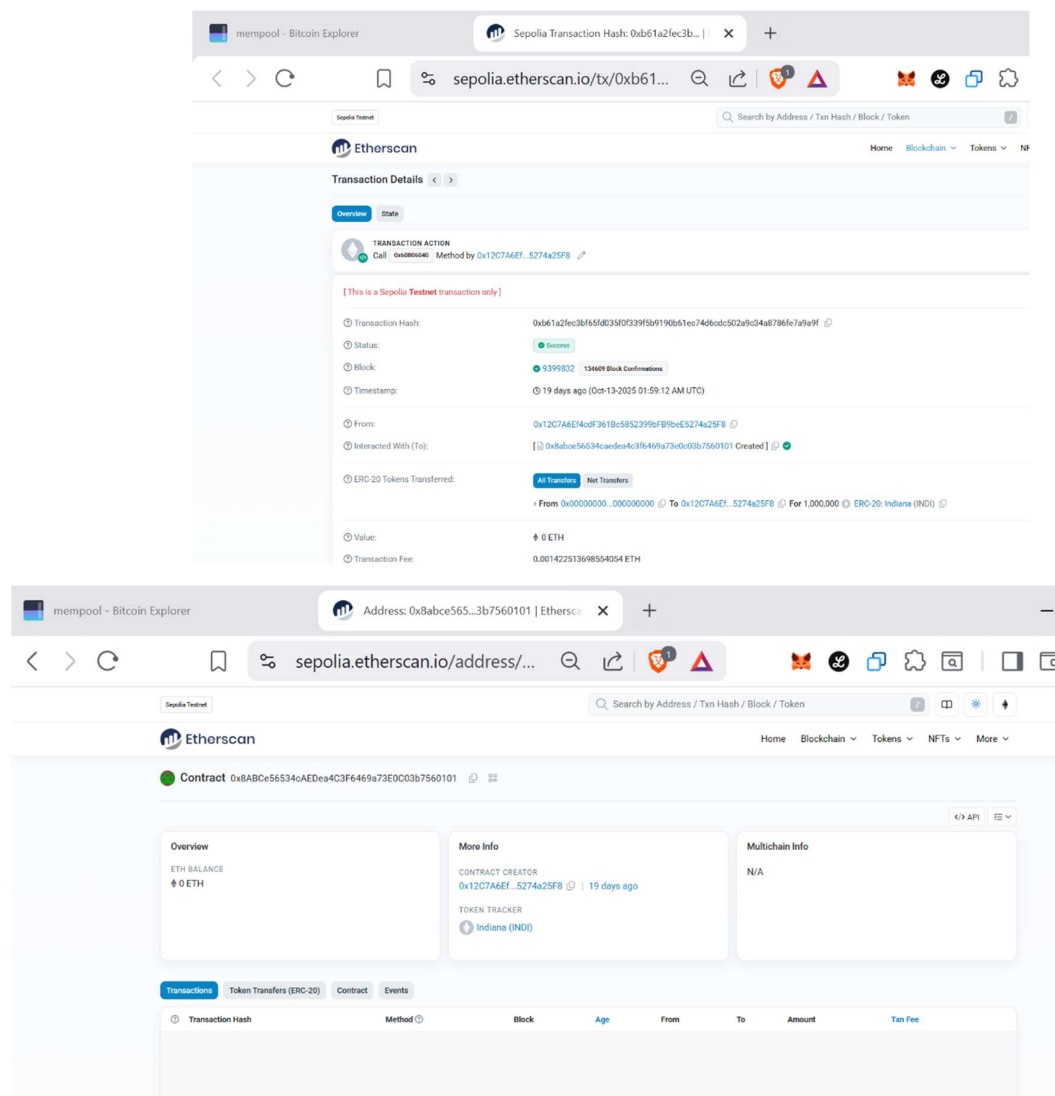 mempool - Bitcoin Explorer
Sepolia Transaction Hash: 0xb61a2fec3b... |
sepolia.etherscan.io/tx/0xb61...
1
Sepolia Testnet
Search by Address / Txn Hash / Block / Token
/
Etherscan
Home Blockchain Tokens NF
Transaction Details
Overview State
TRANSACTION ACTION
Call 0x60806040 Method by 0x12C7A6Ef...5274a25F8
[ This is a Sepolia Testnet transaction only ]
Transaction Hash: 0xb61a2fec3bf65fd035f0f339f5b9190b61ec74d6cdc502a9c34a8786fe7a9a9f
Status: Success
Block: 9399832 134609 Block Confirmations
Timestamp: 19 days ago (Oct-13-2025 01:59:12 AM UTC)
From: 0x12C7A6Ef4cdF361Bc5852399bFB9beE5274a25F8
Interacted With (To): [ 0x8abce56534caedea4c3f6469a73e0c03b7560101 Created ]
ERC-20 Tokens Transferred: All Transfers Net Transfers
From 0x00000000...000000000 To 0x12C7A6Ef...5274a25F8 For 1,000,000 ERC-20: Indiana (INDI)
Value: 0 ETH
Transaction Fee: 0.001422513698554054 ETH
mempool - Bitcoin Explorer
Address: 0x8abce565...3b7560101 | Ethersca
sepolia.etherscan.io/address/...
1
Sepolia Testnet
Search by Address / Txn Hash / Block / Token
/
Etherscan
Home Blockchain Tokens NFTs More
Contract 0x8ABCe56534cAEDea4C3F6469a73E0C03b7560101
</> API
Overview
ETH BALANCE
0 ETH
More Info
CONTRACT CREATOR
0x12C7A6Ef...5274a25F8 | 19 days ago
TOKEN TRACKER
Indiana (INDI)
Multichain Info
N/A
Transactions Token Transfers (ERC-20) Contract Events
Transaction Hash Method Block Age From To Amount Txn Fee